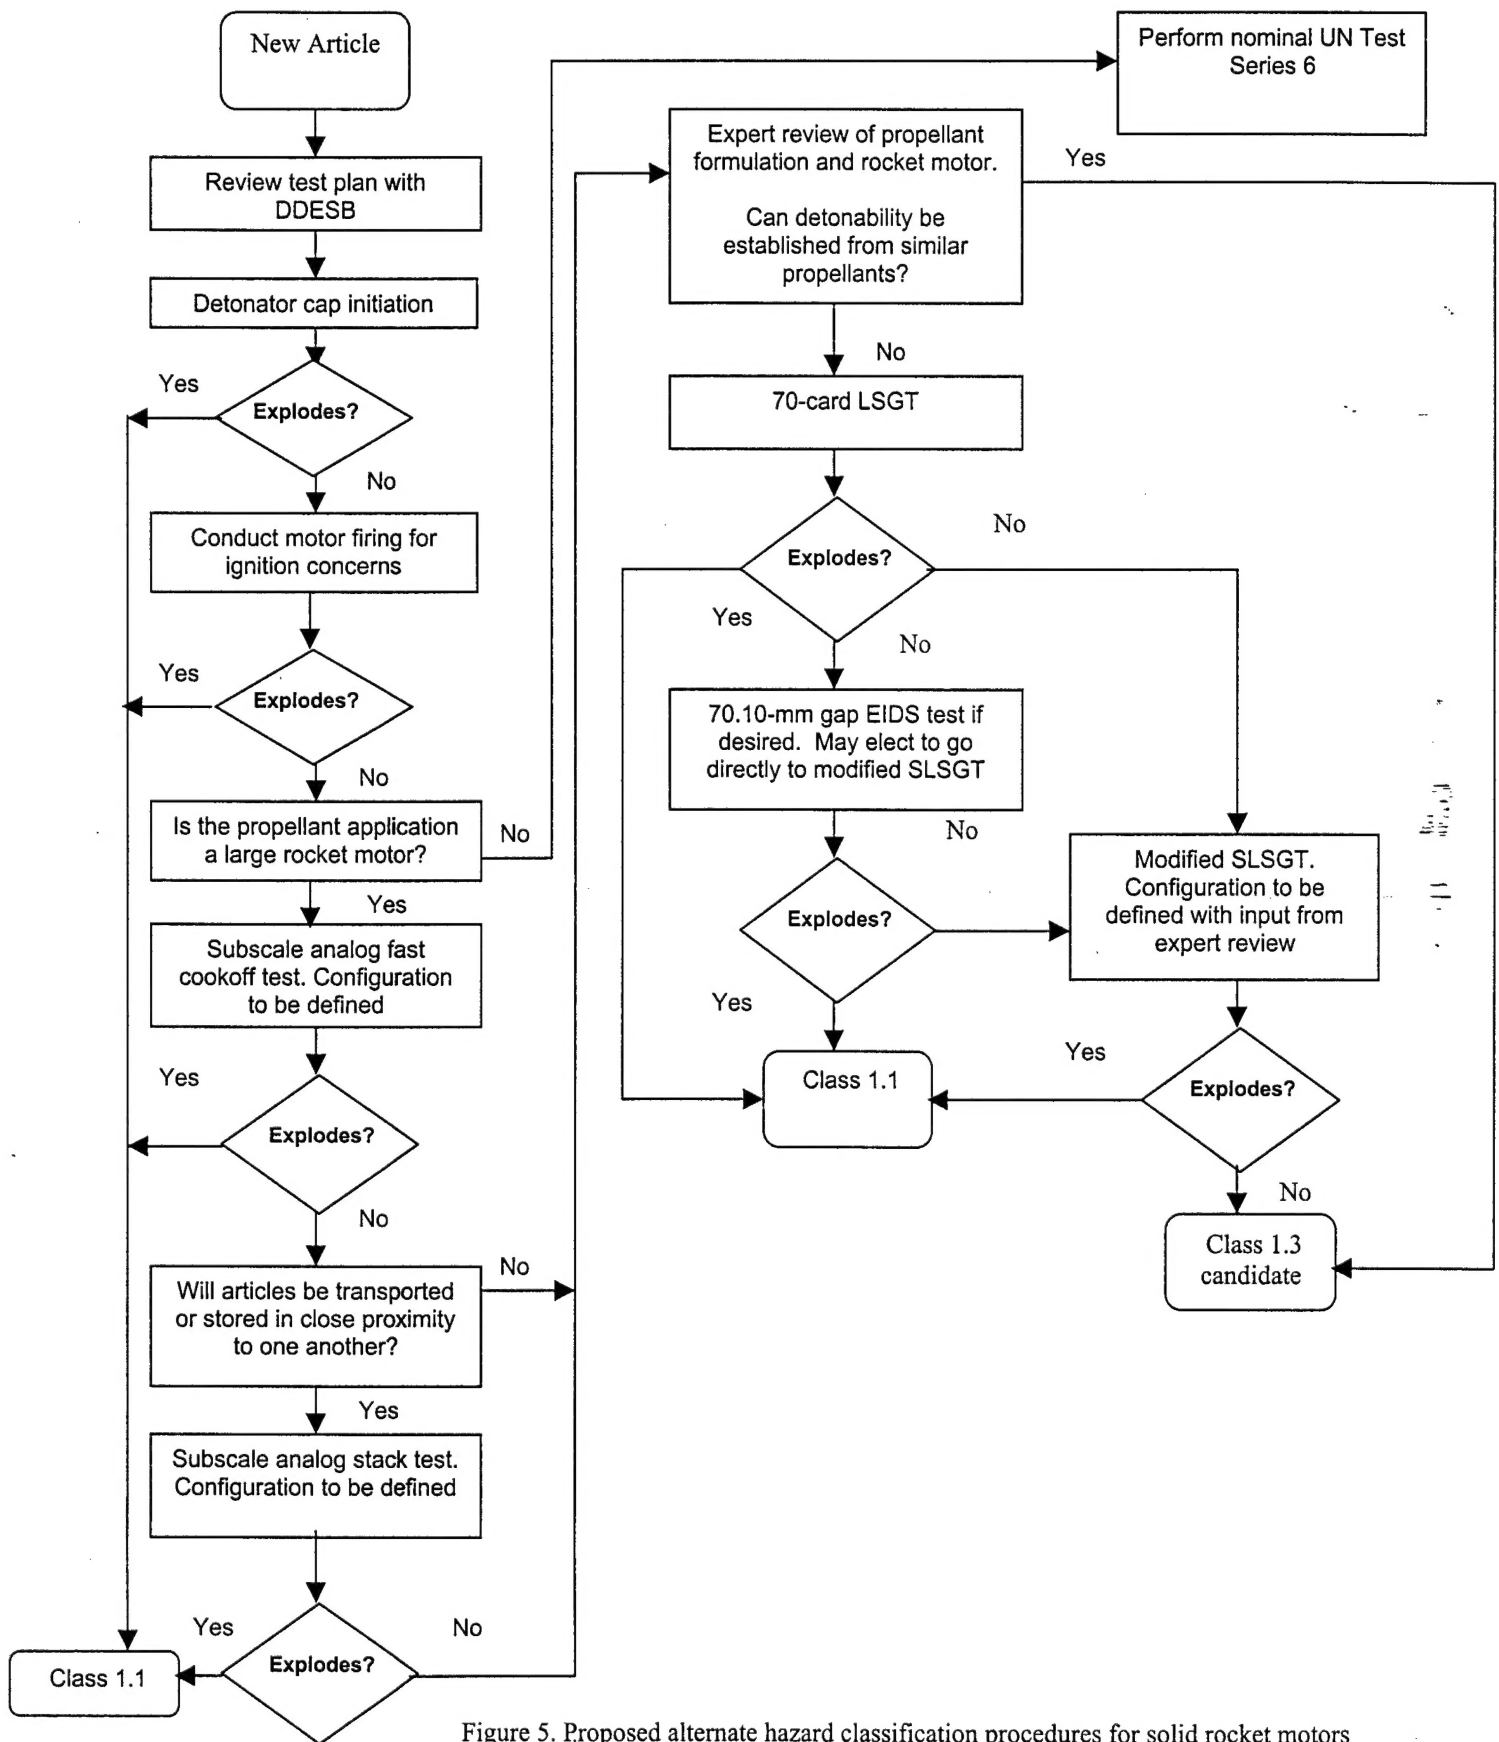 New Article
Review test plan with
DDESB
Detonator cap initiation
Yes
Explodes?
No
Conduct motor firing for
ignition concerns
Yes
Explodes?
No
Is the propellant application
a large rocket motor?
No
Yes
Subscale analog fast
cookoff test. Configuration
to be defined
Yes
Explodes?
No
Will articles be transported
or stored in close proximity
to one another?
No
Yes
Subscale analog stack test.
Configuration to be defined
Yes
No
Explodes?
Class 1.1
Perform nominal UN Test
Series 6
Expert review of propellant
formulation and rocket motor.
Can detonability be
established from similar
propellants?
Yes
No
70-card LSGT
No
Explodes?
Yes
No
70.10-mm gap EIDS test if
desired. May elect to go
directly to modified SLSGT
No
Explodes?
Yes
Modified SLSGT.
Configuration to be
defined with input from
expert review
Yes
Explodes?
Class 1.1
No
Class 1.3
candidate
Figure 5. Proposed alternate hazard classification procedures for solid rocket motors